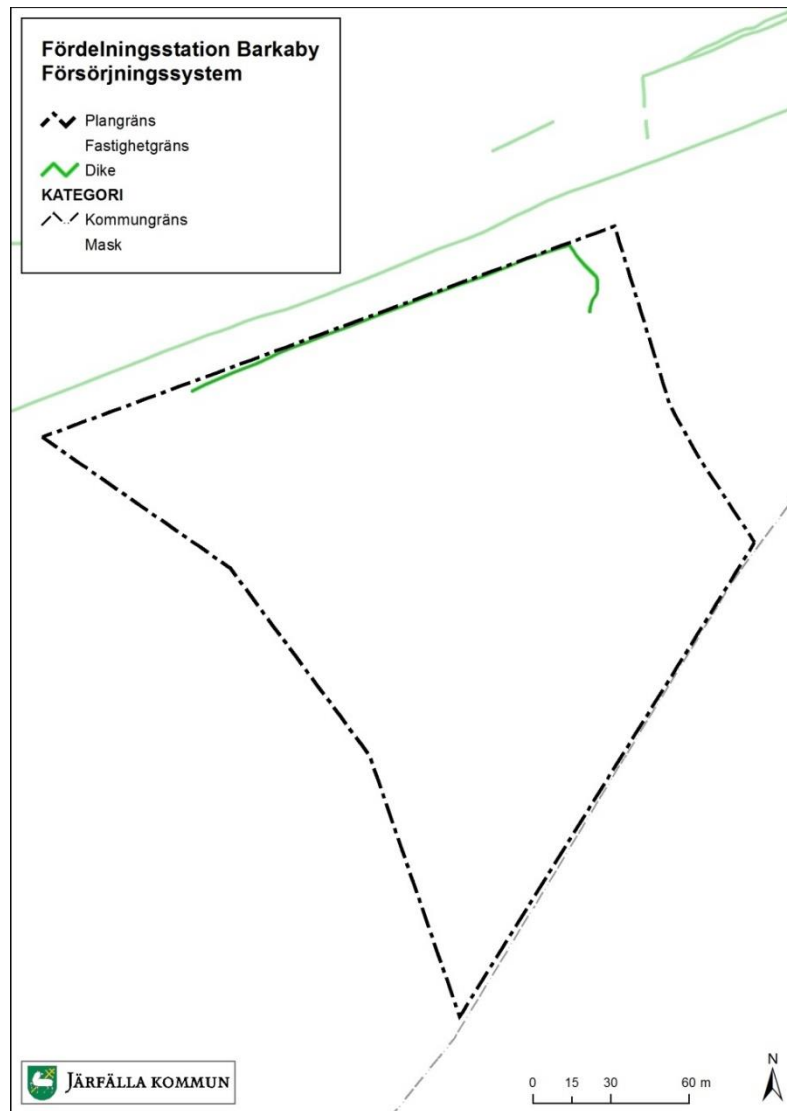 Fördelningsstation Barkaby
Försörjningssystem
Plangräns
Fastighetgräns
Dike
KATEGORI
Kommungräns
Mask
JÄRFÄLLA KOMMUN
0 15 30 60 m
N